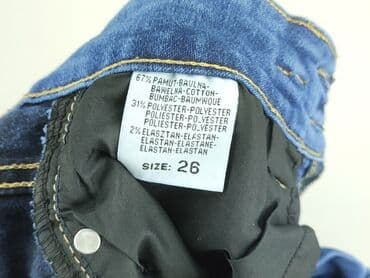 67% PAMUT-BAVLNA-
BAWEŁNA-COTTON-
BUMBAC-BAUMWOLLE
31% POLYESTER-POLYESTER
POLIESTER-POLYESTER
POLIESTER-POLYESTER
2% ELASZTAN-ELASTAN-
ELASTAN-ELASTANE-
ELASTAN-ELASTAN
SIZE: 26